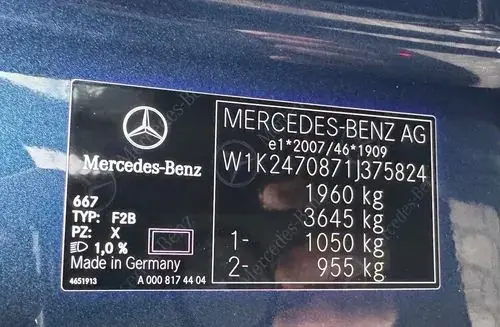 Mercedes-Benz
667
TYP: F2B
PZ: X
1,0 %
Made in Germany
4651913
A 000 817 44 04
MERCEDES-BENZ AG
e1*2007/46*1909
W1K2470871J375824
1960 kg
3645 kg
1- 1050 kg
2- 955 kg